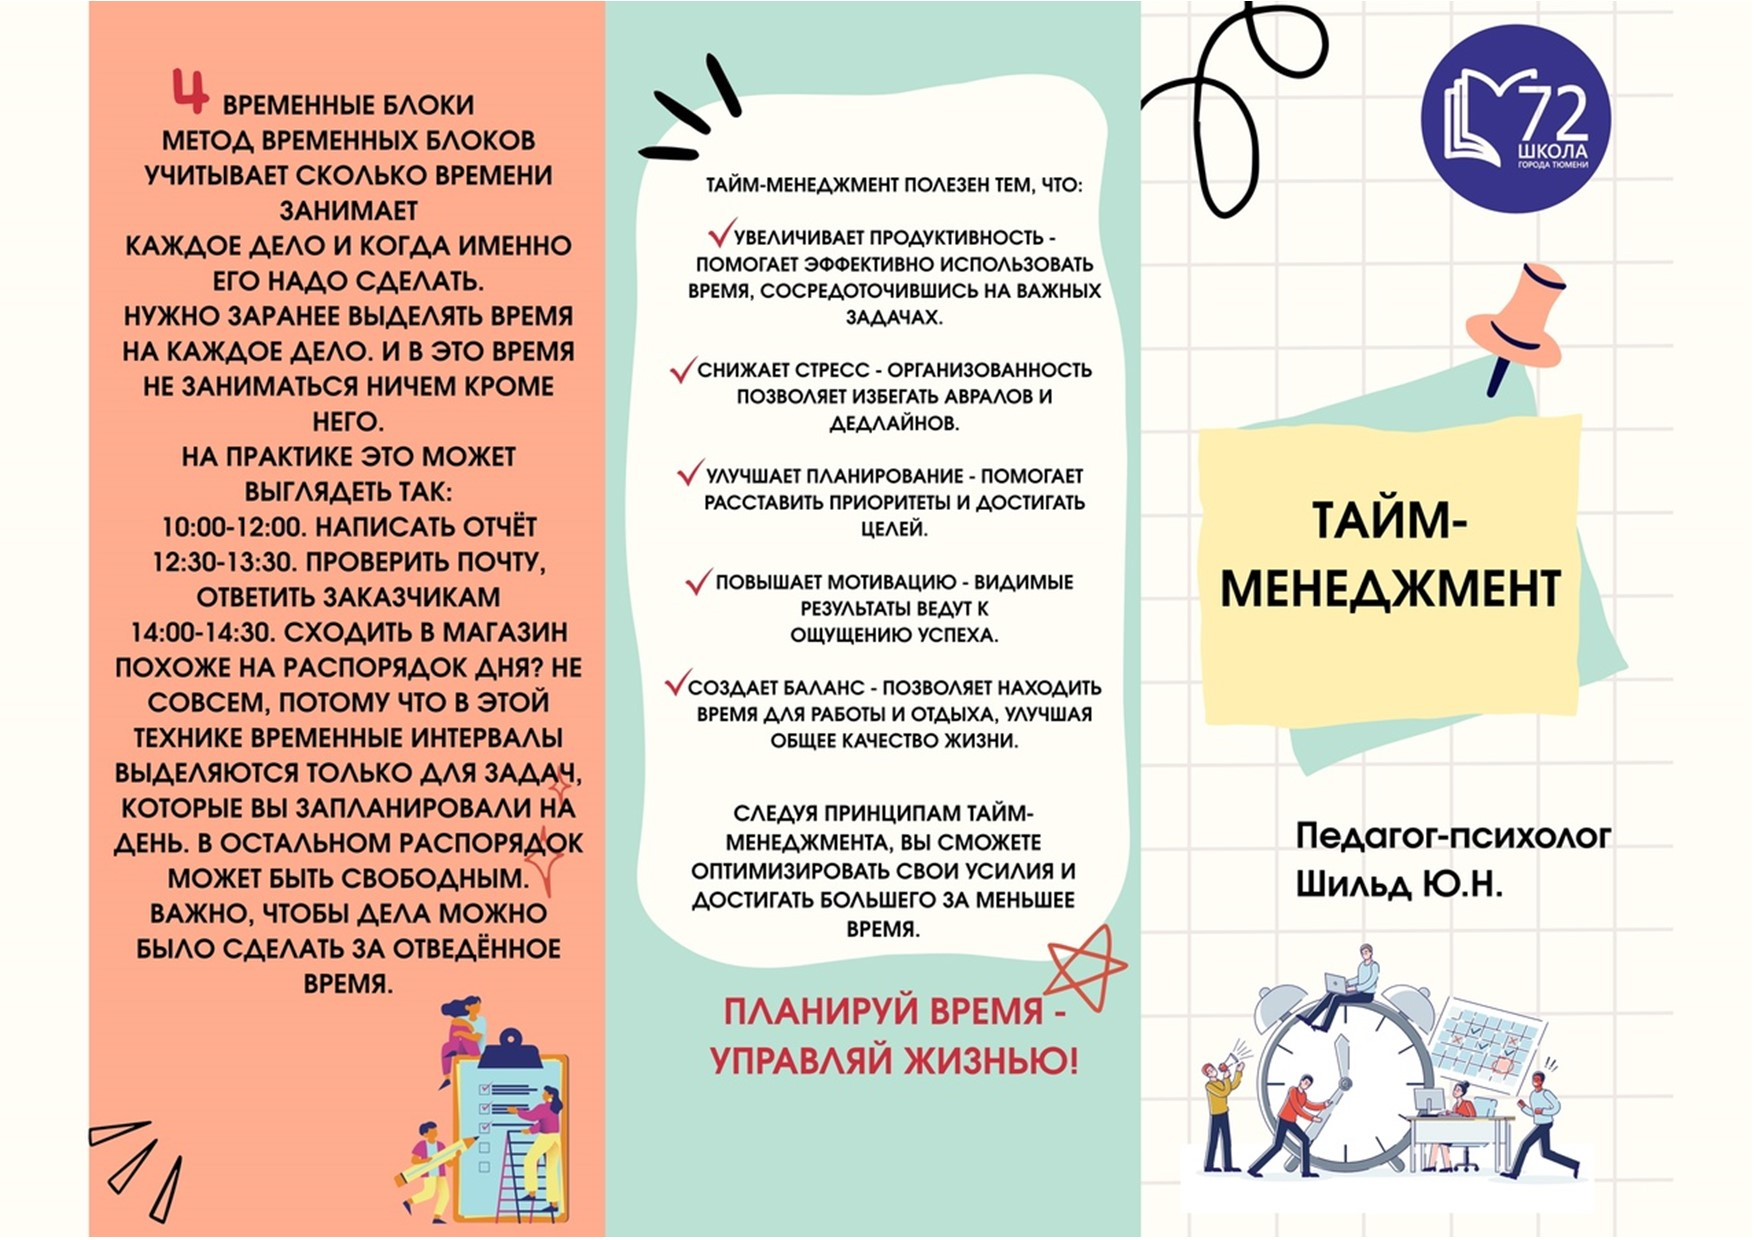 4 ВРЕМЕННЫЕ БЛОКИ
МЕТОД ВРЕМЕННЫХ БЛОКОВ
УЧИТЫВАЕТ СКОЛЬКО ВРЕМЕНИ
ЗАНИМАЕТ
КАЖДОЕ ДЕЛО И КОГДА ИМЕННО
ЕГО НАДО СДЕЛАТЬ.
НУЖНО ЗАРАНЕЕ ВЫДЕЛЯТЬ ВРЕМЯ
НА КАЖДОЕ ДЕЛО. И В ЭТО ВРЕМЯ
НЕ ЗАНИМАТЬСЯ НИЧЕМ КРОМЕ
НЕГО.
НА ПРАКТИКЕ ЭТО МОЖЕТ
ВЫГЛЯДЕТЬ ТАК:
10:00-12:00. НАПИСАТЬ ОТЧЁТ
12:30-13:30. ПРОВЕРИТЬ ПОЧТУ,
ОТВЕТИТЬ ЗАКАЗЧИКАМ
14:00-14:30. СХОДИТЬ В МАГАЗИН
ПОХОЖЕ НА РАСПОРЯДОК ДНЯ? НЕ
СОВСЕМ, ПОТОМУ ЧТО В ЭТОЙ
ТЕХНИКЕ ВРЕМЕННЫЕ ИНТЕРВАЛЫ
ВЫДЕЛЯЮТСЯ ТОЛЬКО ДЛЯ ЗАДАЧ,
КОТОРЫЕ ВЫ ЗАПЛАНИРОВАЛИ НА
ДЕНЬ. В ОСТАЛЬНОМ РАСПОРЯДОК
МОЖЕТ БЫТЬ СВОБОДНЫМ.
ВАЖНО, ЧТОБЫ ДЕЛА МОЖНО
БЫЛО СДЕЛАТЬ ЗА ОТВЕДЁННОЕ
ВРЕМЯ.
ТАЙМ-МЕНЕДЖМЕНТ ПОЛЕЗЕН ТЕМ, ЧТО:
УВЕЛИЧИВАЕТ ПРОДУКТИВНОСТЬ -
ПОМОГАЕТ ЭФФЕКТИВНО ИСПОЛЬЗОВАТЬ
ВРЕМЯ, СОСРЕДОТОЧИВШИСЬ НА ВАЖНЫХ
ЗАДАЧАХ.
СНИЖАЕТ СТРЕСС - ОРГАНИЗОВАННОСТЬ
ПОЗВОЛЯЕТ ИЗБЕГАТЬ АВРАЛОВ И
ДЕДЛАЙНОВ.
УЛУЧШАЕТ ПЛАНИРОВАНИЕ - ПОМОГАЕТ
РАССТАВИТЬ ПРИОРИТЕТЫ И ДОСТИГАТЬ
ЦЕЛЕЙ.
ПОВЫШАЕТ МОТИВАЦИЮ - ВИДИМЫЕ
РЕЗУЛЬТАТЫ ВЕДУТ К
ОЩУЩЕНИЮ УСПЕХА.
СОЗДАЕТ БАЛАНС - ПОЗВОЛЯЕТ НАХОДИТЬ
ВРЕМЯ ДЛЯ РАБОТЫ И ОТДЫХА, УЛУЧШАЯ
ОБЩЕЕ КАЧЕСТВО ЖИЗНИ.
СЛЕДУЯ ПРИНЦИПАМ ТАЙМ-
МЕНЕДЖМЕНТА, ВЫ СМОЖЕТЕ
ОПТИМИЗИРОВАТЬ СВОИ УСИЛИЯ И
ДОСТИГАТЬ БОЛЬШЕГО ЗА МЕНЬШЕЕ
ВРЕМЯ.
ПЛАНИРУЙ ВРЕМЯ -
УПРАВЛЯЙ ЖИЗНЬЮ!
72
ШКОЛА
ГОРОДА ТЮМЕНИ
ТАЙМ-
МЕНЕДЖМЕНТ
Педагог-психолог
Шильд Ю.Н.